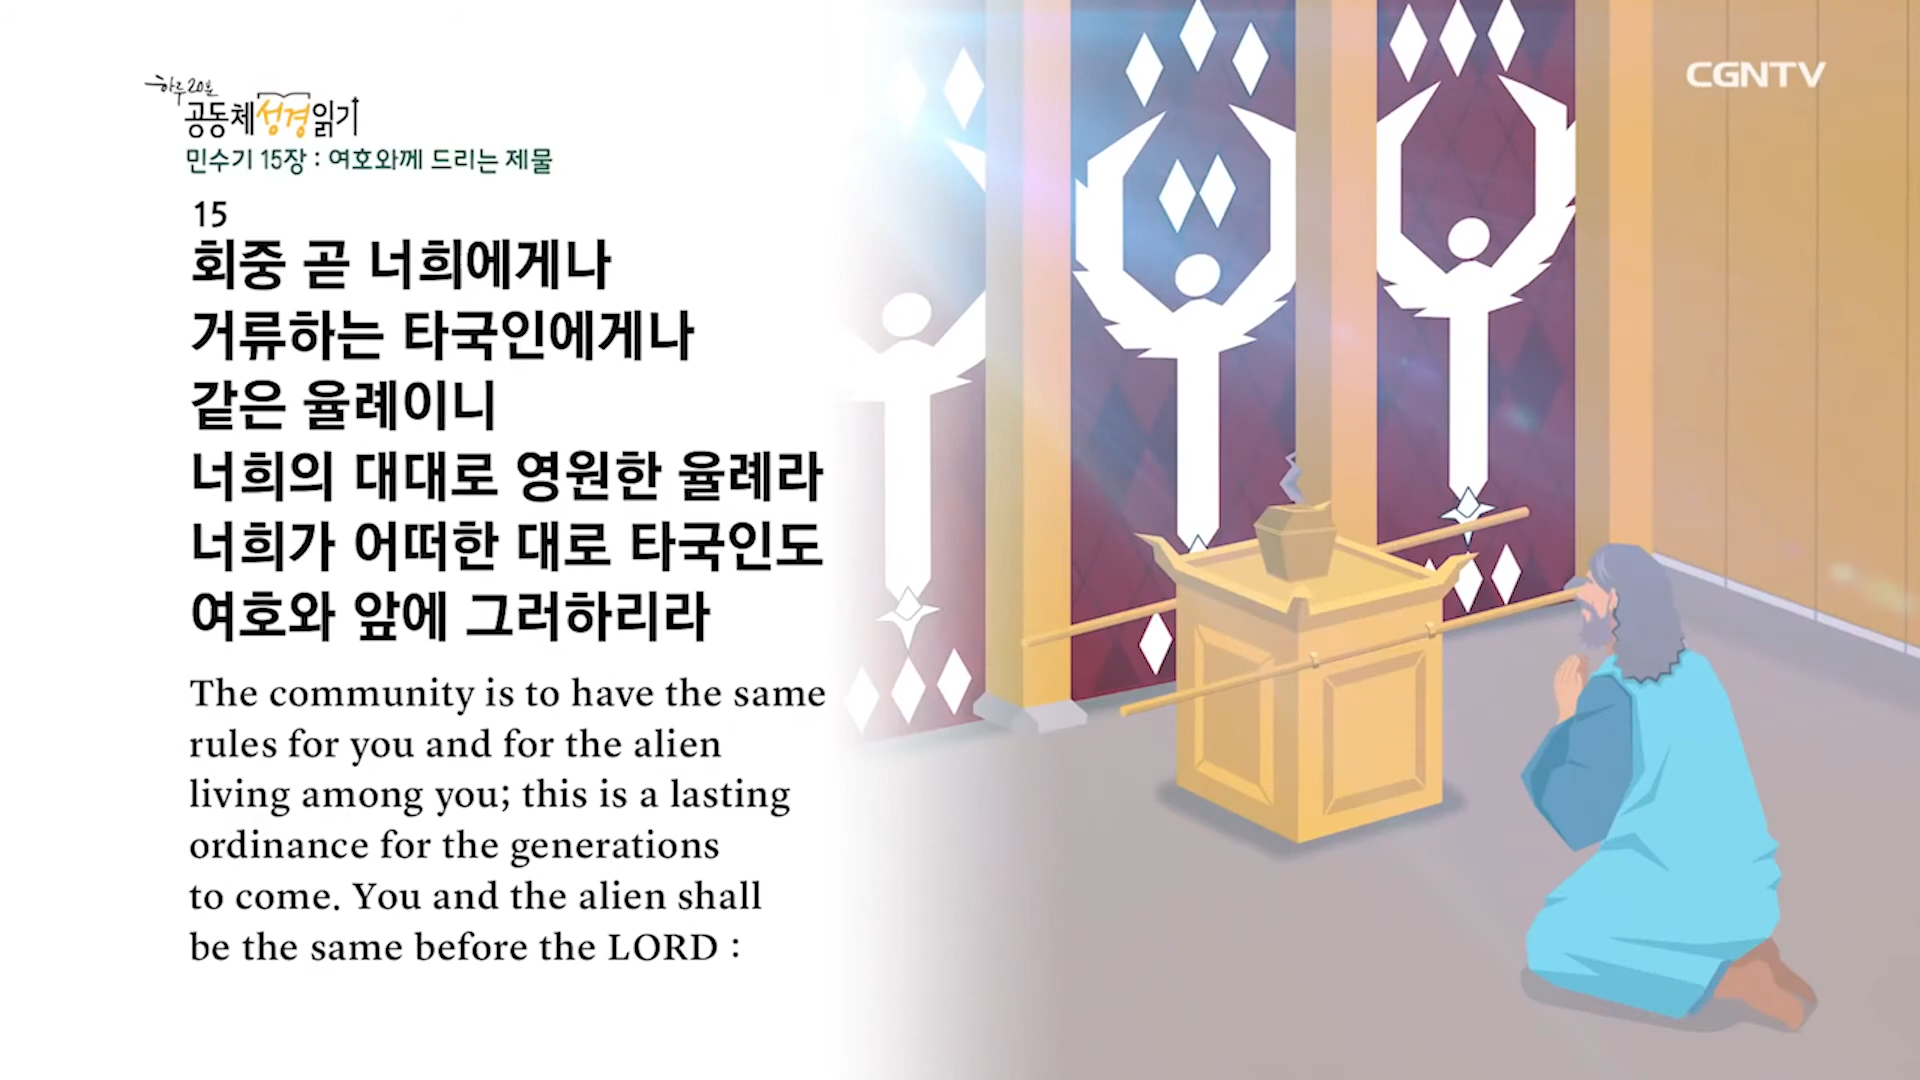 하루 20분
공동체성경읽기
CGNTV
민수기 15장 : 여호와께 드리는 제물
15
회중 곧 너희에게나
거류하는 타국인에게나
같은 율례이니
너희의 대대로 영원한 율례라
너희가 어떠한 대로 타국인도
여호와 앞에 그러하리라
The community is to have the same
rules for you and for the alien
living among you; this is a lasting
ordinance for the generations
to come. You and the alien shall
be the same before the LORD :